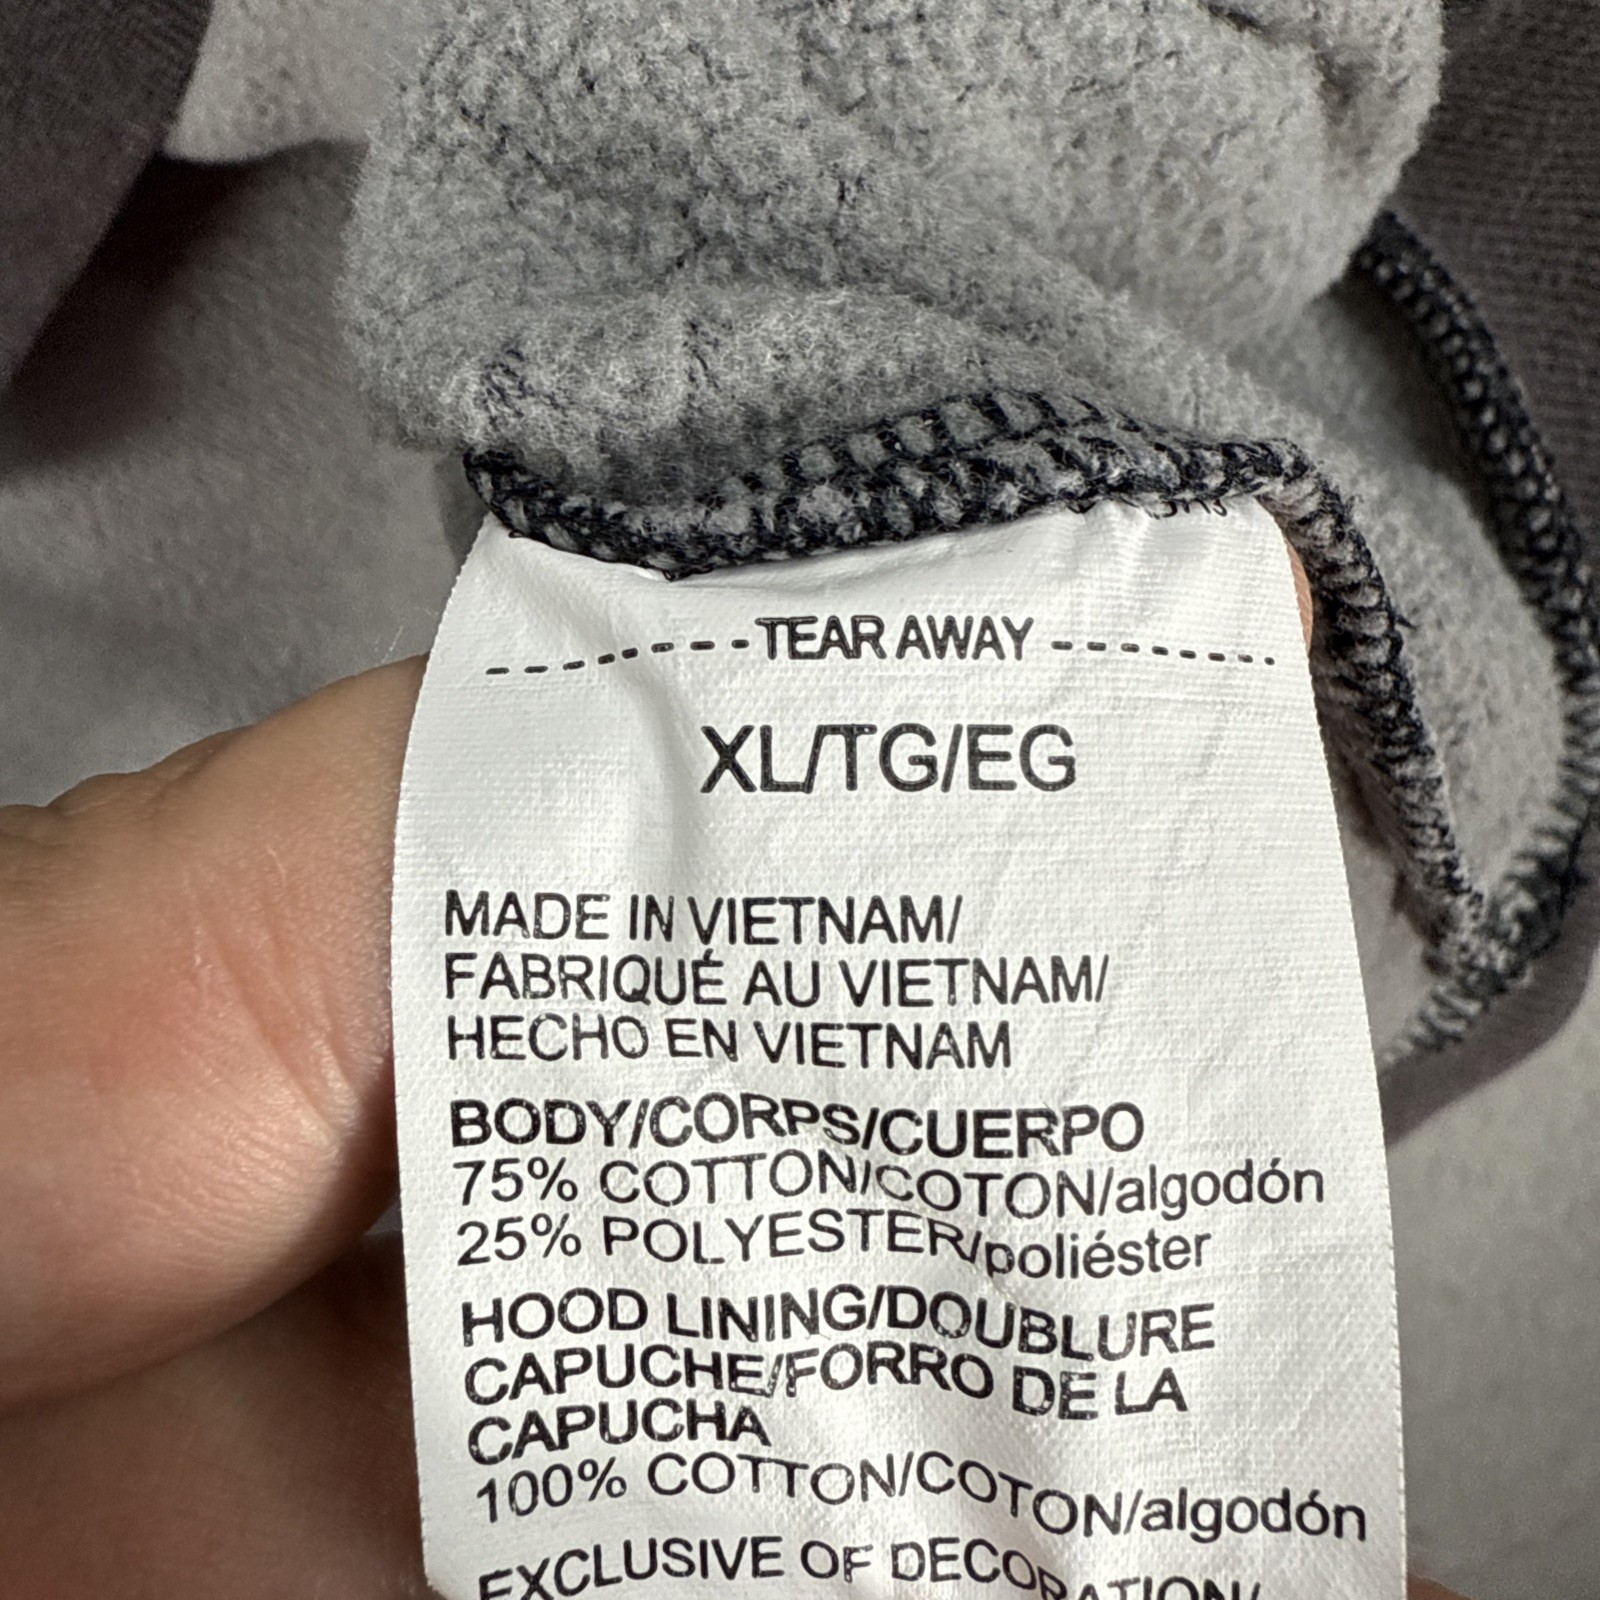 TEAR AWAY
XL/TG/EG
MADE IN VIETNAM/
FABRIQUÉ AU VIETNAM/
HECHO EN VIETNAM
BODY/CORPS/CUERPO
75% COTTON/COTON/algodón
25% POLYESTER/poliéster
HOOD LINING/DOUBLURE
CAPUCHE/FORRO DE LA
CAPUCHA
100% COTTON/COTON/algodón
EXCLUSIVE OF DECORATION/